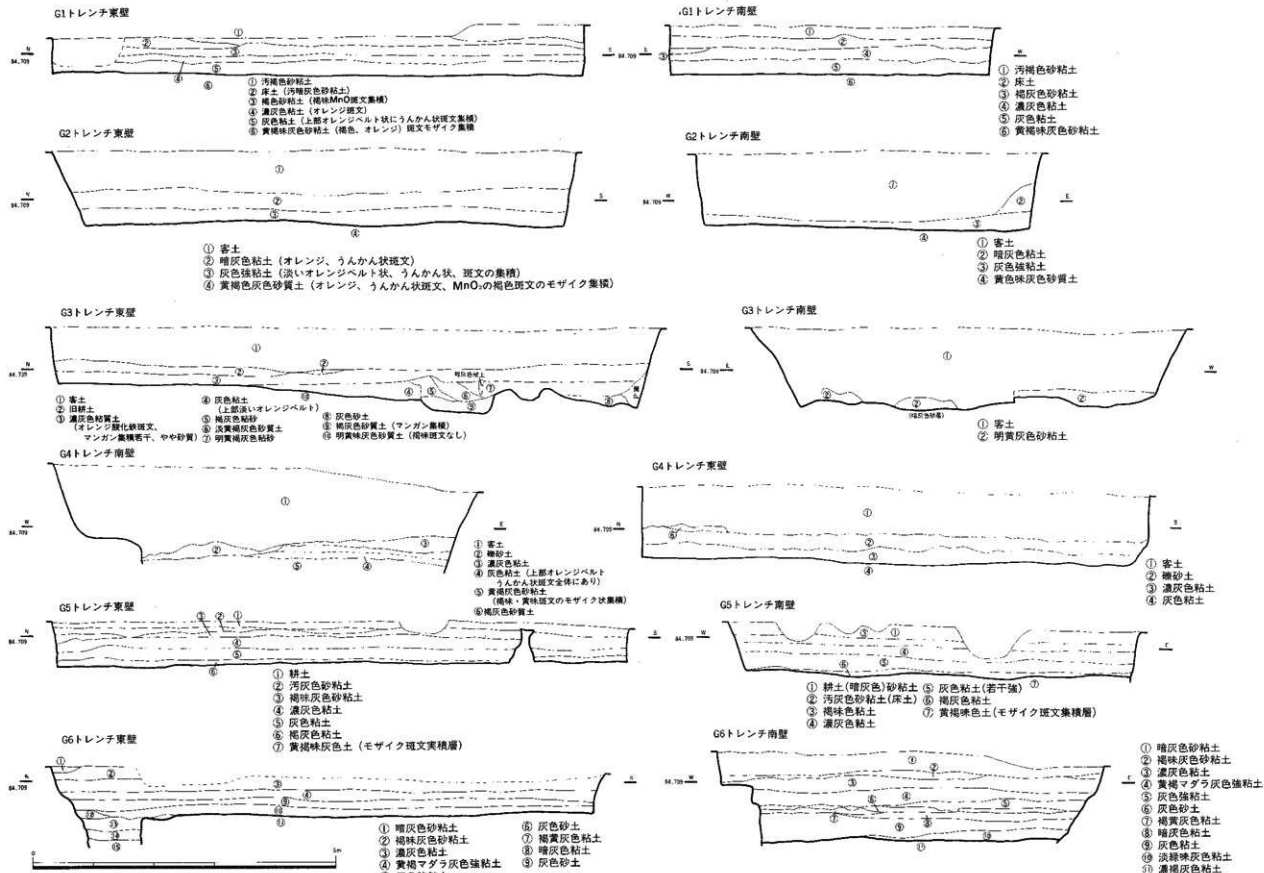 G1トレンチ東壁
① 汚褐色砂粘土
② 床土（汚暗灰色砂粘土）
③ 褐色砂粘土（褐味MnO斑文集積）
④ 濃灰色粘土（オレンジ斑文）
⑤ 灰色粘土（上部オレンジベルト状にうんかん状斑文集積）
⑥ 黄褐味灰色砂粘土（褐色、オレンジ）斑文モザイク集積
G1トレンチ南壁
① 汚褐色砂粘土
② 床土
③ 褐灰色砂粘土
④ 濃灰色粘土
⑤ 灰色粘土
⑥ 黄褐味灰色砂粘土
G2トレンチ東壁
① 客土
② 暗灰色粘土（オレンジ、うんかん状斑文）
③ 灰色強粘土（淡いオレンジベルト状、うんかん状、斑文の集積）
④ 黄褐色灰色砂質土（オレンジ、うんかん状斑文、MnO₂の褐色斑文のモザイク集積）
G2トレンチ南壁
① 客土
② 暗灰色粘土
③ 灰色強粘土
④ 黄色味灰色砂質土
G3トレンチ東壁
① 客土
② 旧耕土
③ 濃灰色粘質土
（オレンジ酸化鉄斑文、
マンガン集積若干、やや砂質）
④ 灰色粘土
（上部淡いオレンジベルト）
⑤ 褐灰色粘砂
⑥ 淡黄褐灰色砂質土
⑦ 明黄褐灰色粘砂
⑧ 灰色砂土
⑨ 褐灰色砂質土（マンガン集積）
⑩ 明黄味灰色砂質土（褐味斑文なし）
G3トレンチ南壁
(暗灰色砂層)
① 客土
② 明黄灰色砂粘土
G4トレンチ南壁
① 客土
② 礫砂土
③ 濃灰色粘土
④ 灰色粘土（上部オレンジベルト
うんかん状斑文全体にあり）
⑤ 黄褐灰色砂粘土
（褐味・黄味斑文のモザイク状集積）
⑥ 褐灰色砂質土
G4トレンチ東壁
① 客土
② 礫砂土
③ 濃灰色粘土
④ 灰色粘土
G5トレンチ東壁
① 耕土
② 汚灰色砂粘土
③ 褐味灰色砂粘土
④ 濃灰色粘土
⑤ 灰色粘土
⑥ 褐灰色粘土
⑦ 黄褐味灰色土（モザイク斑文実積層）
G5トレンチ南壁
① 耕土(暗灰色)砂粘土
② 汚灰色砂粘土(床土)
③ 褐味色粘土
④ 濃灰色粘土
⑤ 灰色粘土(若干強)
⑥ 褐灰色粘土
⑦ 黄褐味色土(モザイク斑文集積層)
G6トレンチ東壁
① 暗灰色砂粘土
② 褐味灰色砂粘土
③ 濃灰色粘土
④ 黄褐マダラ灰色強粘土
⑥ 灰色砂土
⑦ 褐黄灰色粘土
⑧ 暗灰色粘土
⑨ 灰色砂土
0
5m
G6トレンチ南壁
① 暗灰色砂粘土
② 褐味灰色砂粘土
③ 濃灰色粘土
④ 黄褐マダラ灰色強粘土
⑤ 灰色強粘土
⑥ 灰色砂土
⑦ 褐黄灰色粘土
⑧ 暗灰色粘土
⑨ 灰色粘土
⑩ 淡緑味灰色粘土
⑪ 濃褐灰色粘土